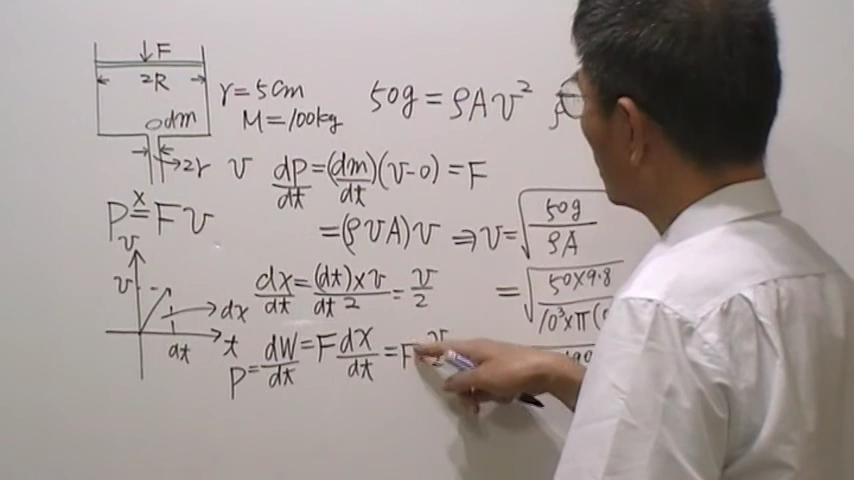 F
2R
dm
2r
r=5cm
M=100kg
50g=ρAv²
v dP/dt=(dm/dt)(v-0)=F
=(ρvA)v ⇒v=√(50g/ρA)
P=Fv
x
v
v
dx
dt
t
dx/dt=(dt)×v/dt 2=v/2
=√(50×9.8/10³×π(
P=dW/dt=Fdx/dt=F